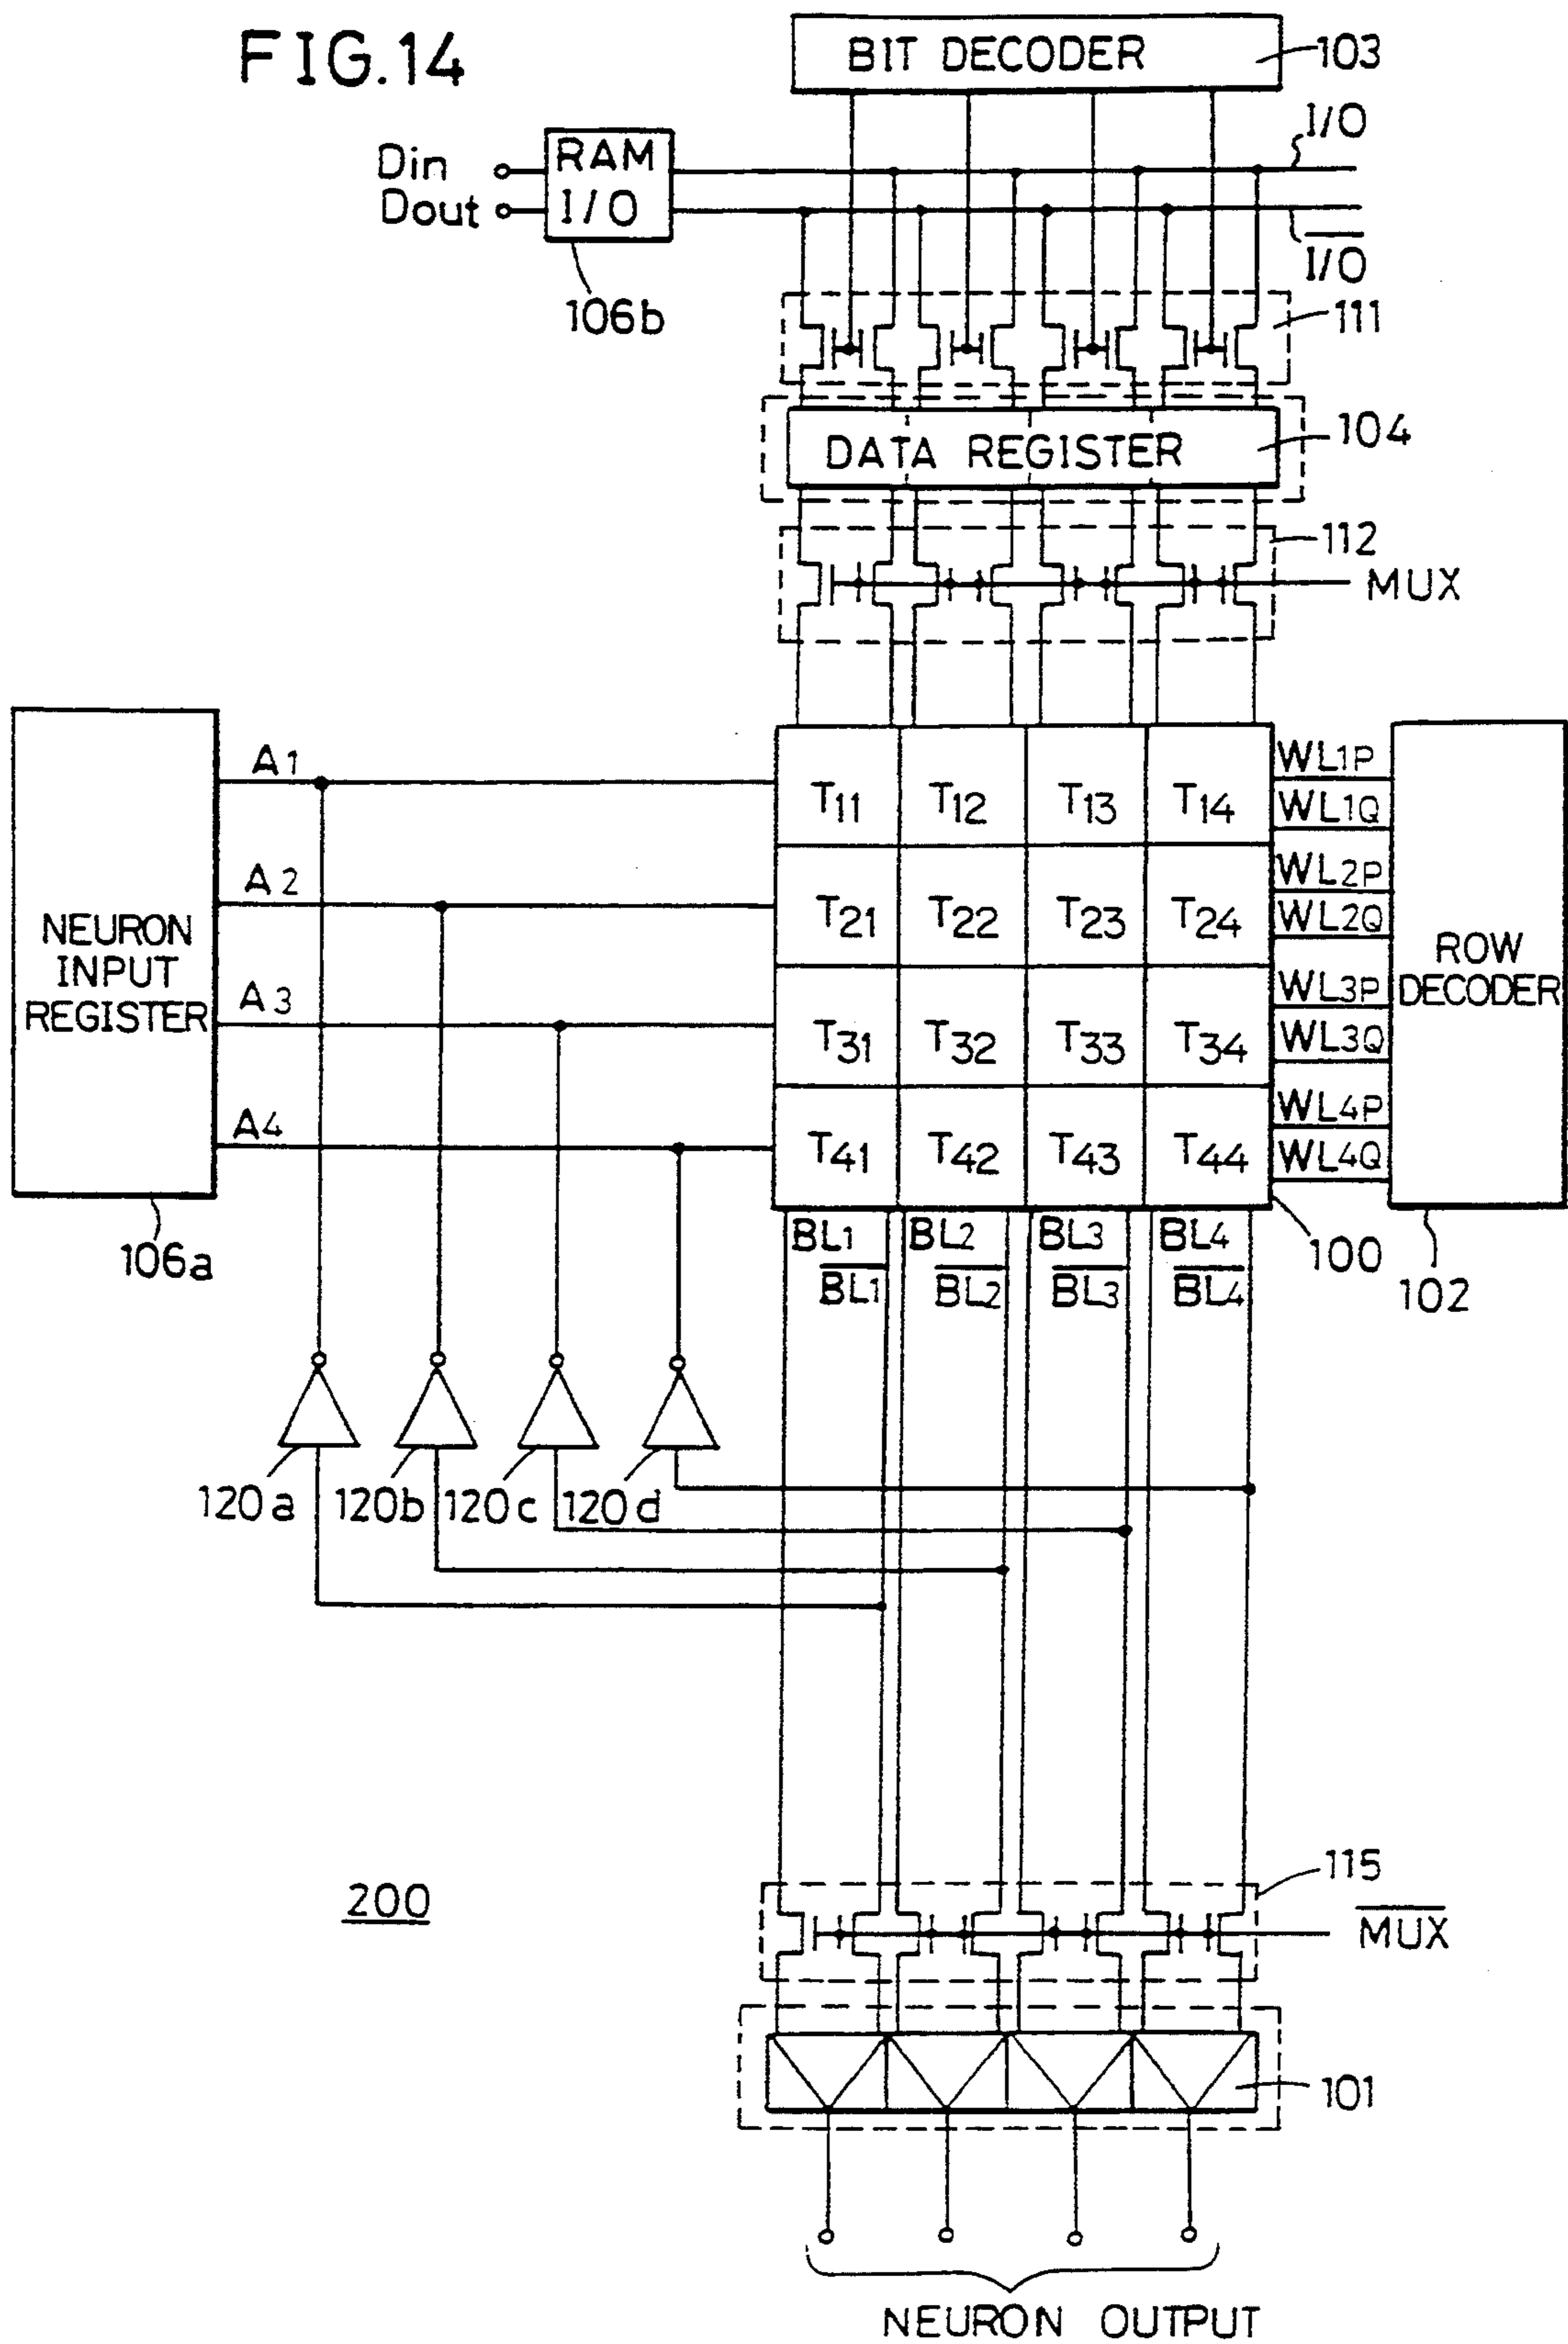 FIG.14
BIT DECODER
103
I/O
Din
Dout
RAM
I/O
I/O
106b
111
DATA REGISTER
104
112
MUX
NEURON
INPUT
REGISTER
106a
A1
A2
A3
A4
T11 T12 T13 T14
T21 T22 T23 T24
T31 T32 T33 T34
T41 T42 T43 T44
WL1P
WL1Q
WL2P
WL2Q
WL3P
WL3Q
WL4P
WL4Q
ROW
DECODER
102
100
BL1 BL2 BL3 BL4
BL1 BL2 BL3 BL4
120a 120b 120c 120d
200
115
MUX
101
NEURON OUTPUT